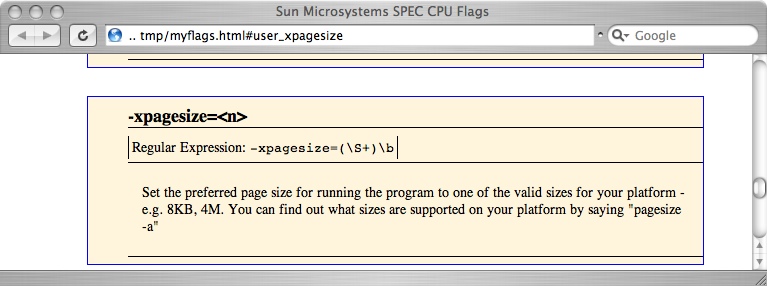 Sun Microsystems SPEC CPU Flags
.. tmp/myflags.html#user_xpagesize
Google
-xpagesize=<n>
Regular Expression: -xpagesize=(\S+)\b
Set the preferred page size for running the program to one of the valid sizes for your platform -
e.g. 8KB, 4M. You can find out what sizes are supported on your platform by saying "pagesize
-a"